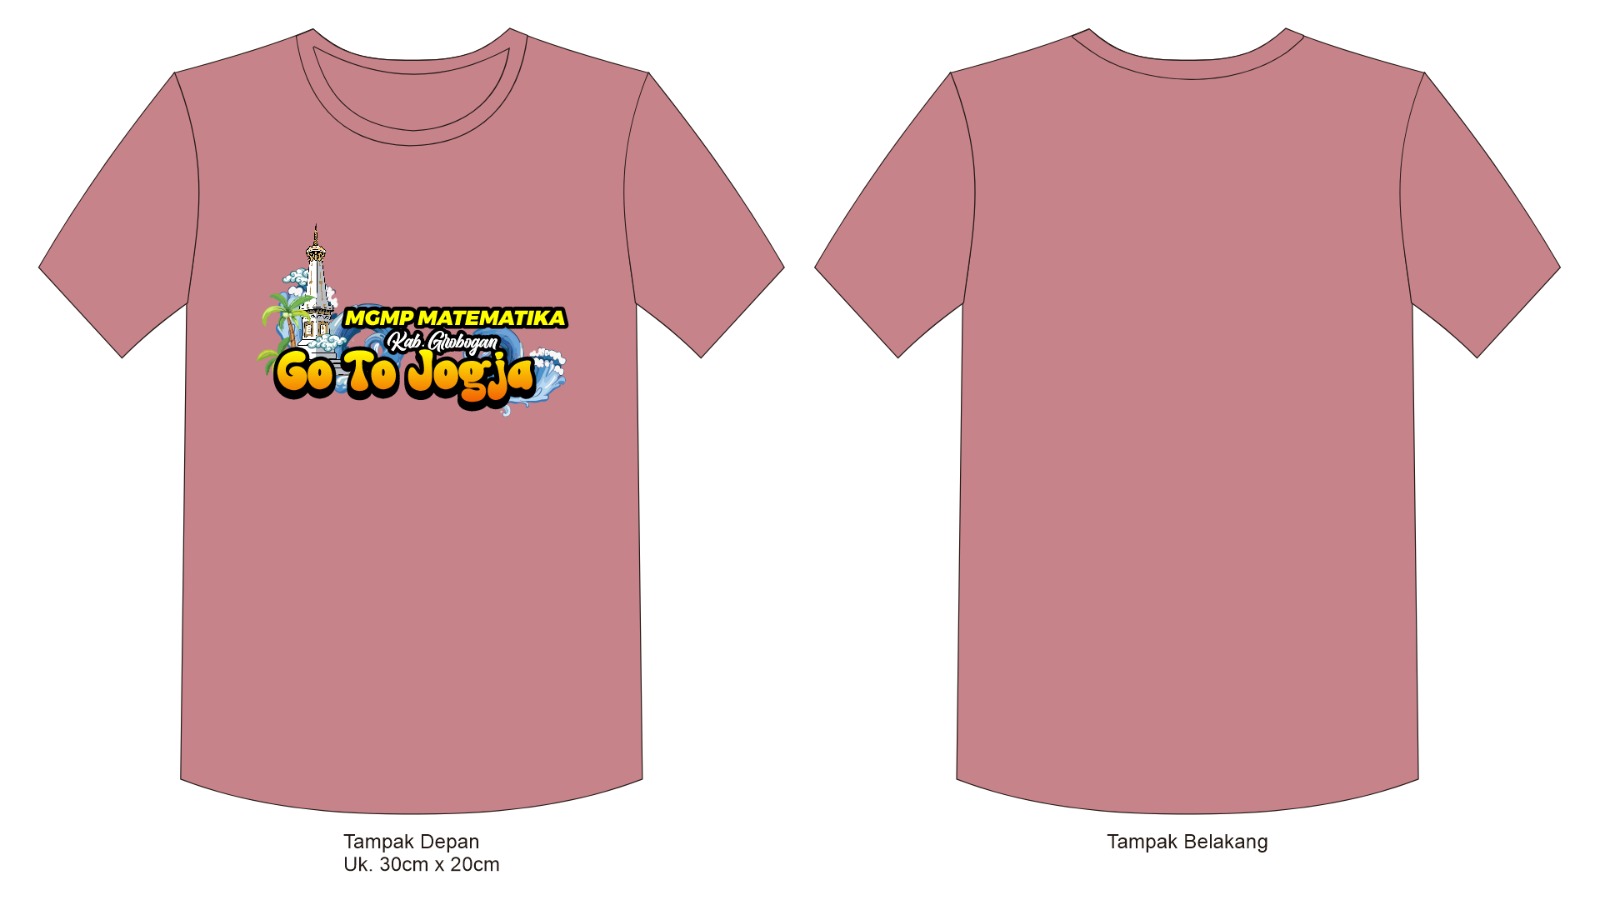 MGMP MATEMATIKA
Kab. Grobogan
Go To Jogja
Tampak Depan
Uk. 30cm x 20cm
Tampak Belakang